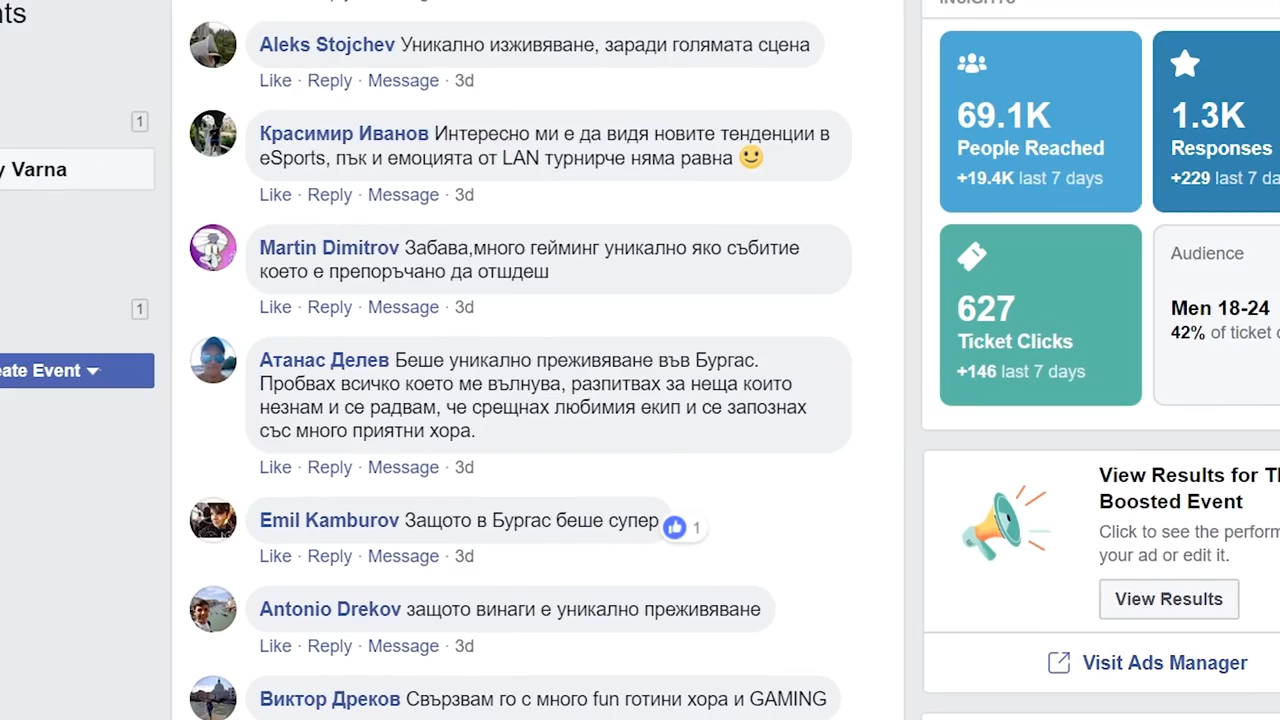 nts
1
y Varna
1
eate Event
Aleks Stojchev Уникално изживяване, заради голямата сцена
Like · Reply · Message · 3d
Красимир Иванов Интересно ми е да видя новите тенденции в
eSports, пък и емоцията от LAN турнирче няма равна 🙂
Like · Reply · Message · 3d
Martin Dimitrov Забава,много гейминг уникално яко събитие
което е препоръчано да отшдеш
Like · Reply · Message · 3d
Атанас Делев Беше уникално преживяване във Бургас.
Пробвах всичко което ме вълнува, разпитвах за неща които
незнам и се радвам, че срещнах любимия екип и се запознах
със много приятни хора.
Like · Reply · Message · 3d
Emil Kamburov Защото в Бургас беше супер
1
Like · Reply · Message · 3d
Antonio Drekov защото винаги е уникално преживяване
Like · Reply · Message · 3d
Виктор Дреков Свързвам го с много fun готини хора и GAMING
69.1K
People Reached
+19.4K last 7 days
1.3K
Responses
+229 last 7 da
627
Ticket Clicks
+146 last 7 days
Audience
Men 18-24
42% of ticket c
View Results for Th
Boosted Event
Click to see the perform
your ad or edit it.
View Results
Visit Ads Manager